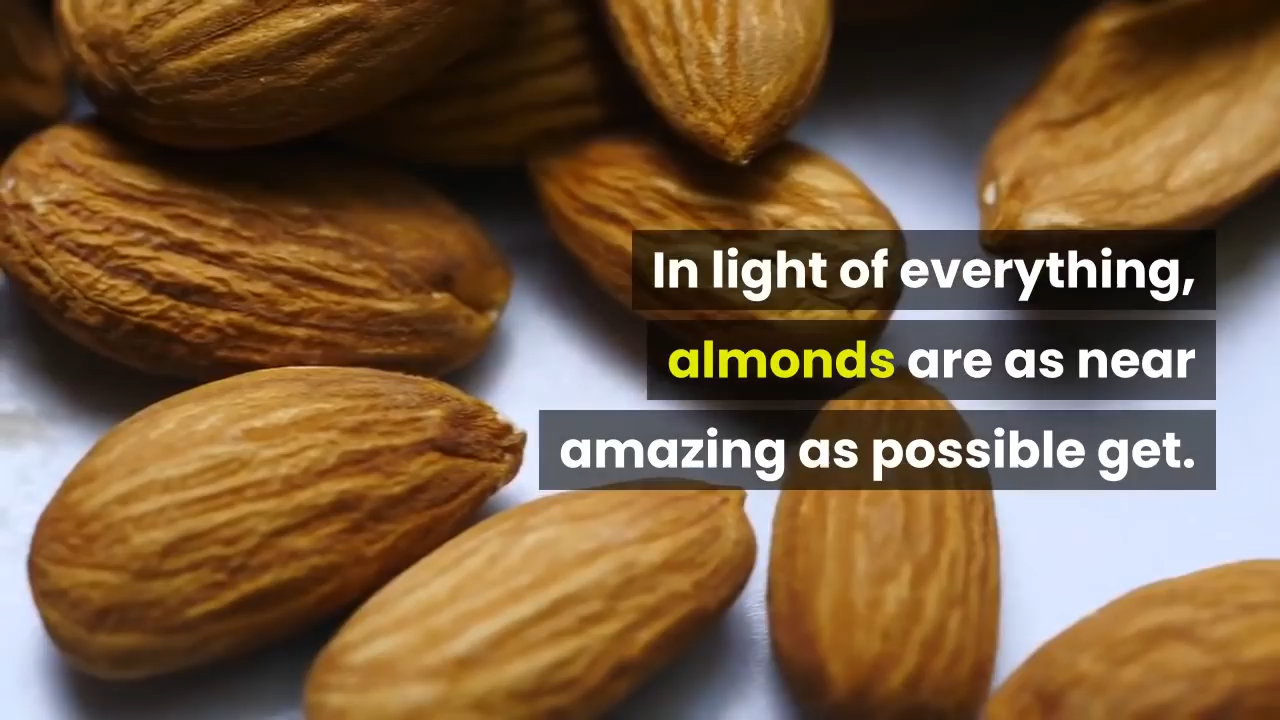 In light of everything,
almonds are as near
amazing as possible get.